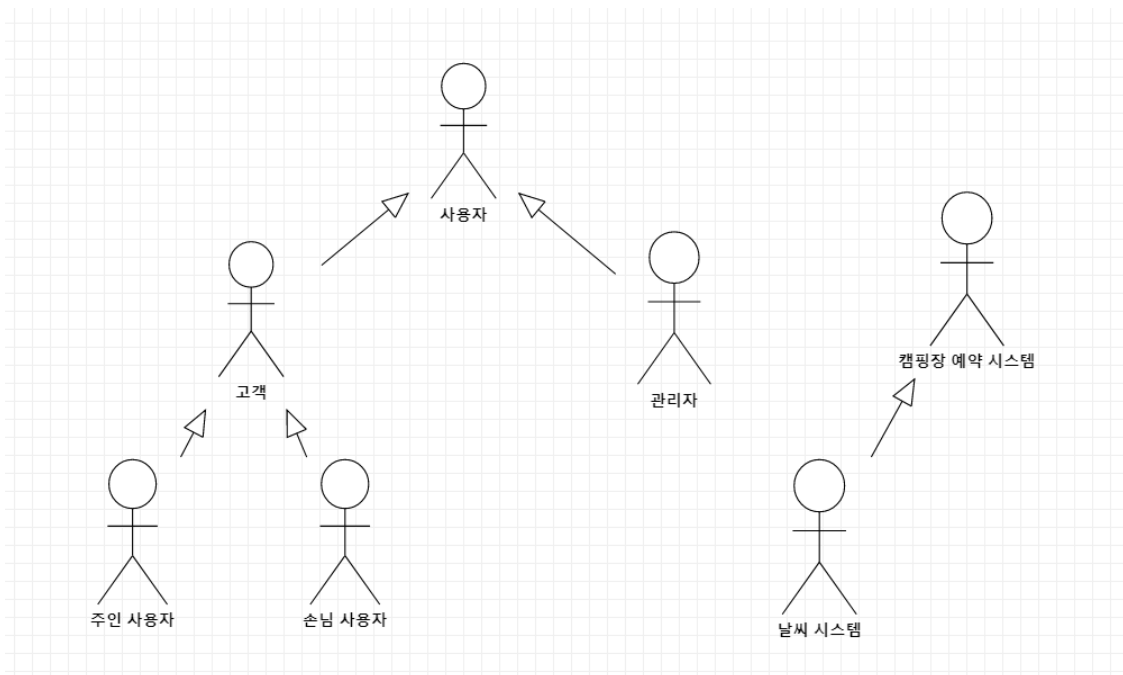 사용자
캠핑장 예약 시스템
고객
관리자
주인 사용자
손님 사용자
날씨 시스템